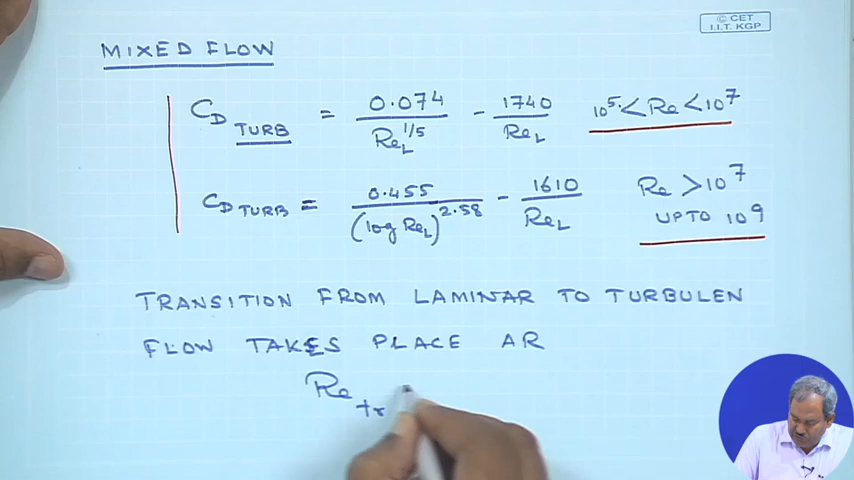 © CET
I.I.T. KGP
MIXED FLOW
C_D TURB = 0.074 / Re_L^1/5 - 1740 / Re_L 10^5 < Re < 10^7
C_D TURB = 0.455 / (log Re_L)^2.58 - 1610 / Re_L Re > 10^7
UPTO 10^9
TRANSITION FROM LAMINAR TO TURBULEN
FLOW TAKES PLACE AR
Re_tr